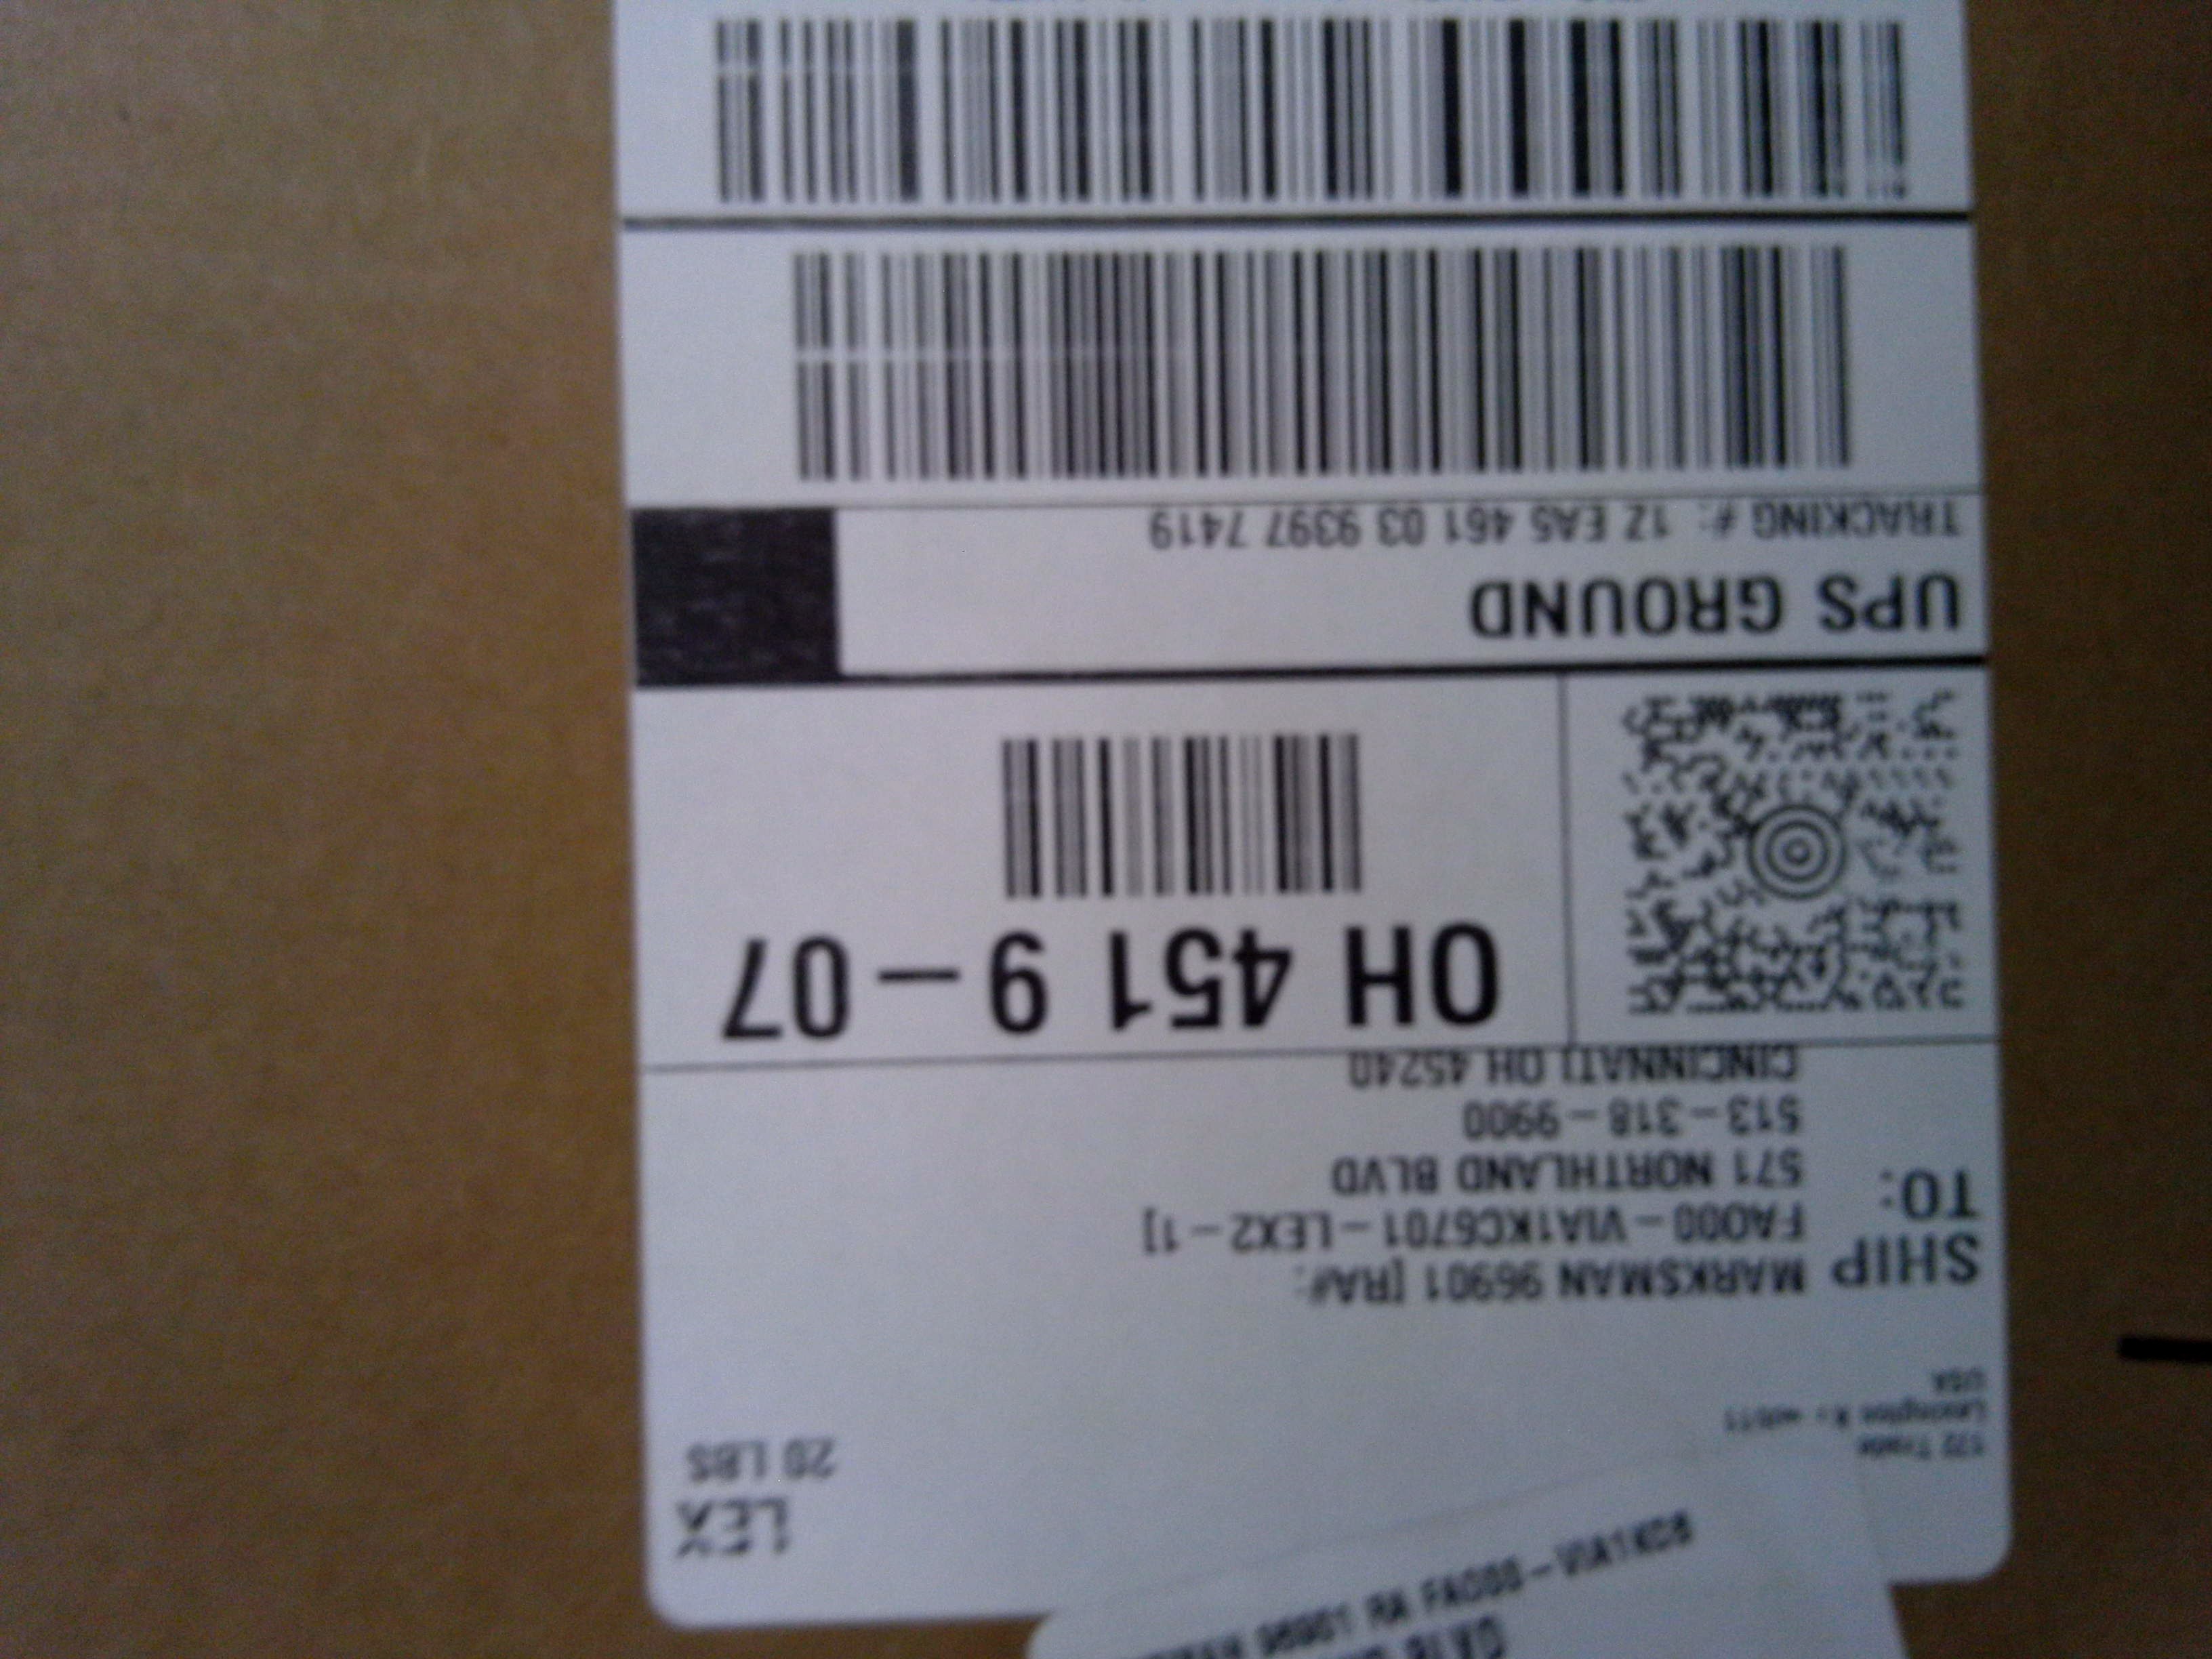 LEX
20 LBS
USA
SHIP
TO:
MARKSMAN 96901 [RA#:
FA000-VIA1KC6701-LEX2-1]
571 NORTHLAND BLVD
513-318-9900
CINCINNATI OH 45240
OH 451 9-07
UPS GROUND
TRACKING #: 1Z EA5 461 03 9397 7419